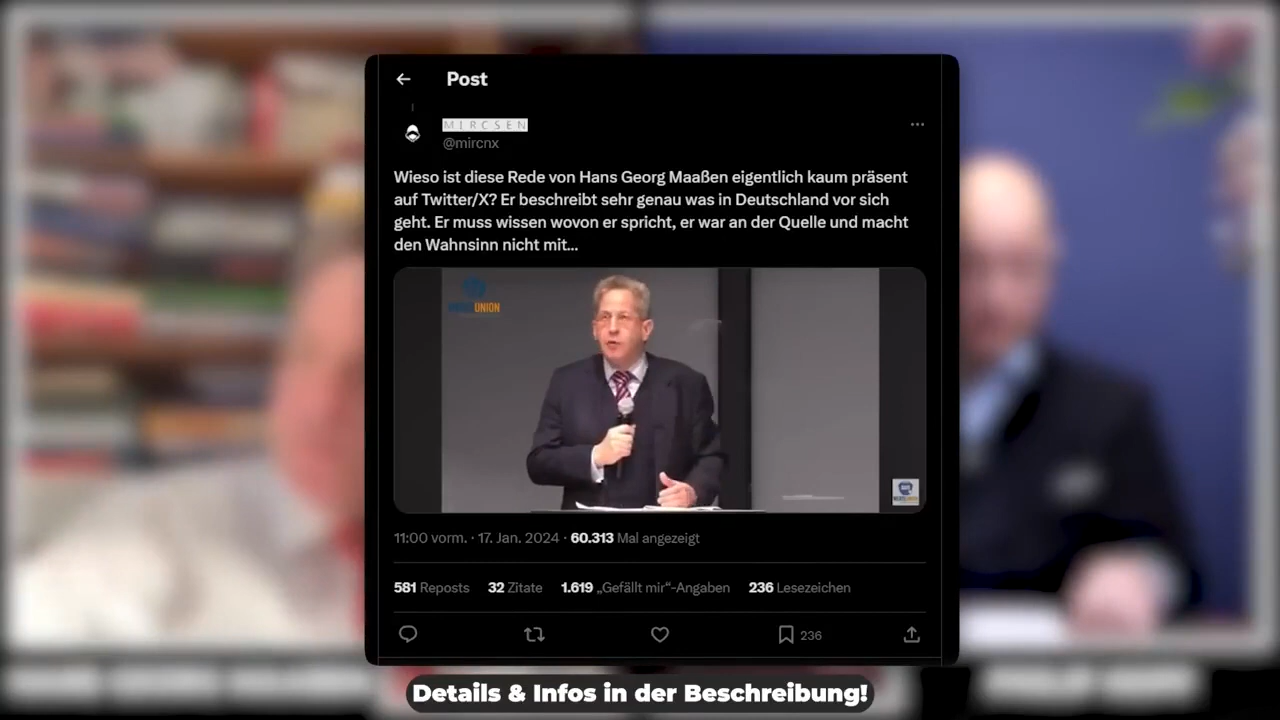 Post
MIRCSEN
@mircnx
Wieso ist diese Rede von Hans Georg Maaßen eigentlich kaum präsent
auf Twitter/X? Er beschreibt sehr genau was in Deutschland vor sich
geht. Er muss wissen wovon er spricht, er war an der Quelle und macht
den Wahnsinn nicht mit...
UNION
11:00 vorm. · 17. Jan. 2024 · 60.313 Mal angezeigt
581 Reposts 32 Zitate 1.619 „Gefällt mir“-Angaben 236 Lesezeichen
236
Details & Infos in der Beschreibung!